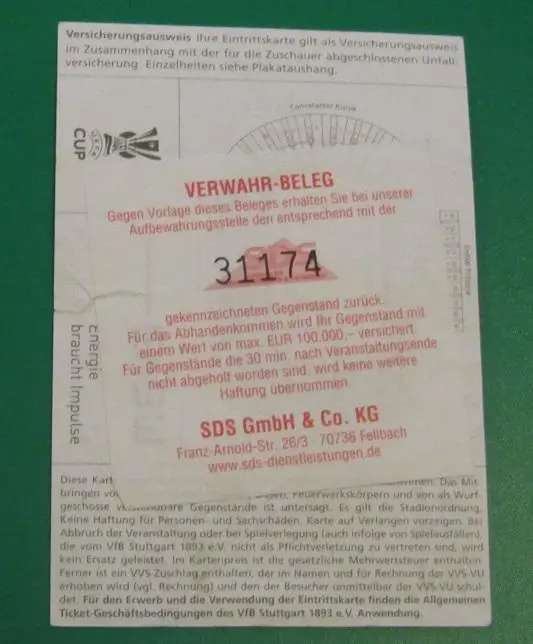 Versicherungsausweis Ihre Eintrittskarte gilt als Versicherungsausweis
im Zusammenhang mit der für die Zuschauer abgeschlossenen Unfall-
versicherung. Einzelheiten siehe Plakataushang.
Cannstatter Kurve
UEFA
CUP
VERWAHR-BELEG
Gegen Vorlage dieses Beleges erhalten Sie bei unserer
Aufbewahrungsstelle den entsprechend mit der
31174
gekennzeichneten Gegenstand zurück.
Für das Abhandenkommen wird Ihr Gegenstand mit
einem Wert von max. EUR 100.000,- versichert.
Für Gegenstände die 30 min. nach Veranstaltungsende
nicht abgeholt worden sind, wird keine weitere
Haftung übernommen.
SDS GmbH & Co. KG
Franz-Arnold-Str. 26/3 70736 Fellbach
www.sds-dienstleistungen.de
Energie
braucht Impulse
Diese Kart
nmen. Das Mit-
bringen vo
Feuerwerkskörpern und von als Wurf-
geschosse verwendbare Gegenstände ist untersagt. Es gilt die Stadionordnung.
Keine Haftung für Personen- und Sachschäden. Karte auf Verlangen vorzeigen. Bei
Abbruch der Veranstaltung oder bei Spielverlegung (auch infolge von Spielausfällen),
die vom VfB Stuttgart 1893 e.V. nicht als Pflichtverletzung zu vertreten sind, wird
kein Ersatz geleistet. Im Kartenpreis ist die gesetzliche Mehrwertsteuer enthalten.
Ferner ist ein VVS-Zuschlag enthalten, der im Namen und für Rechnung der VVS-VU
erhoben wird (vgl. Rechnung) und den der Besucher unmittelbar der VVS-VU schul-
det. Für den Erwerb und die Verwendung der Eintrittskarte finden die Allgemeinen
Ticket-Geschäftsbedingungen des VfB Stuttgart 1893 e.V. Anwendung.